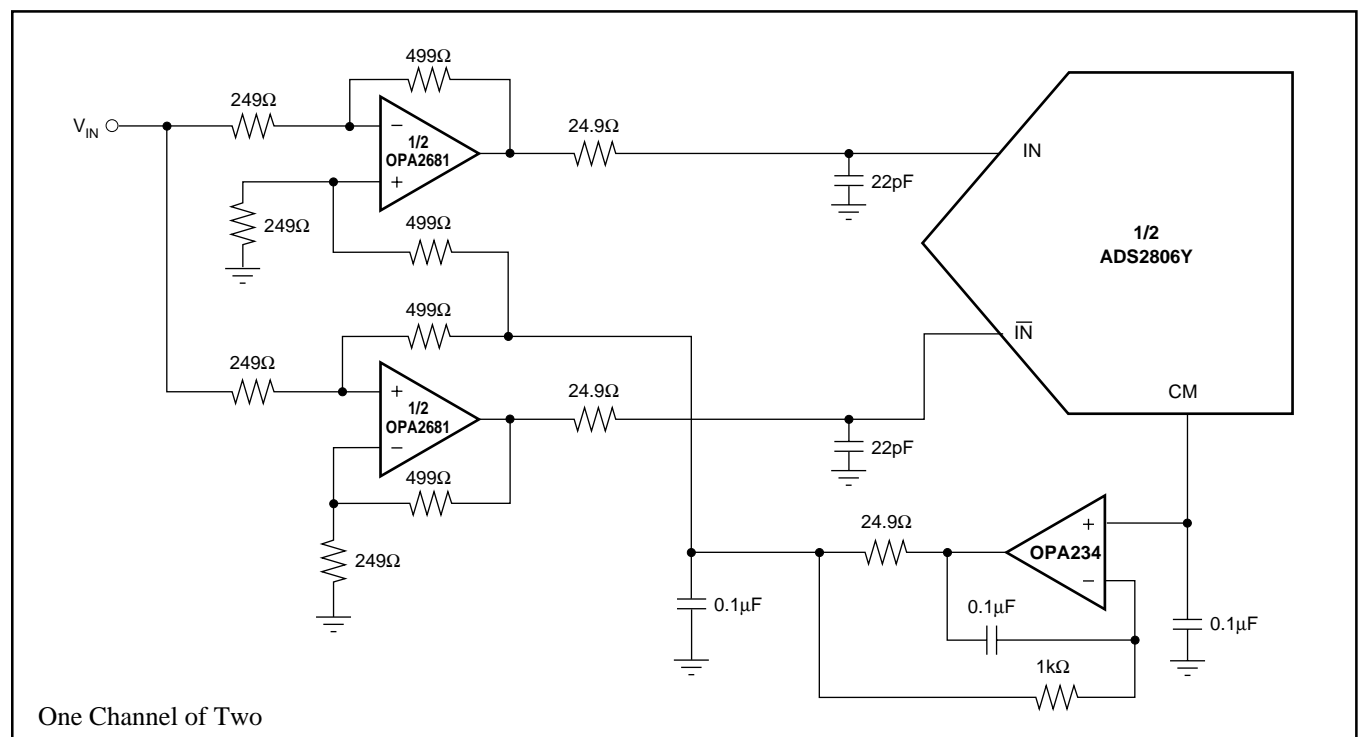 499Ω
249Ω
V_IN
−
1/2
OPA2681
+
24.9Ω
IN
22pF
249Ω
499Ω
1/2
ADS2806Y
499Ω
249Ω
+
1/2
OPA2681
−
24.9Ω
I̅N̅
CM
22pF
499Ω
249Ω
24.9Ω
+
OPA234
−
0.1µF
0.1µF
0.1µF
1kΩ
One Channel of Two